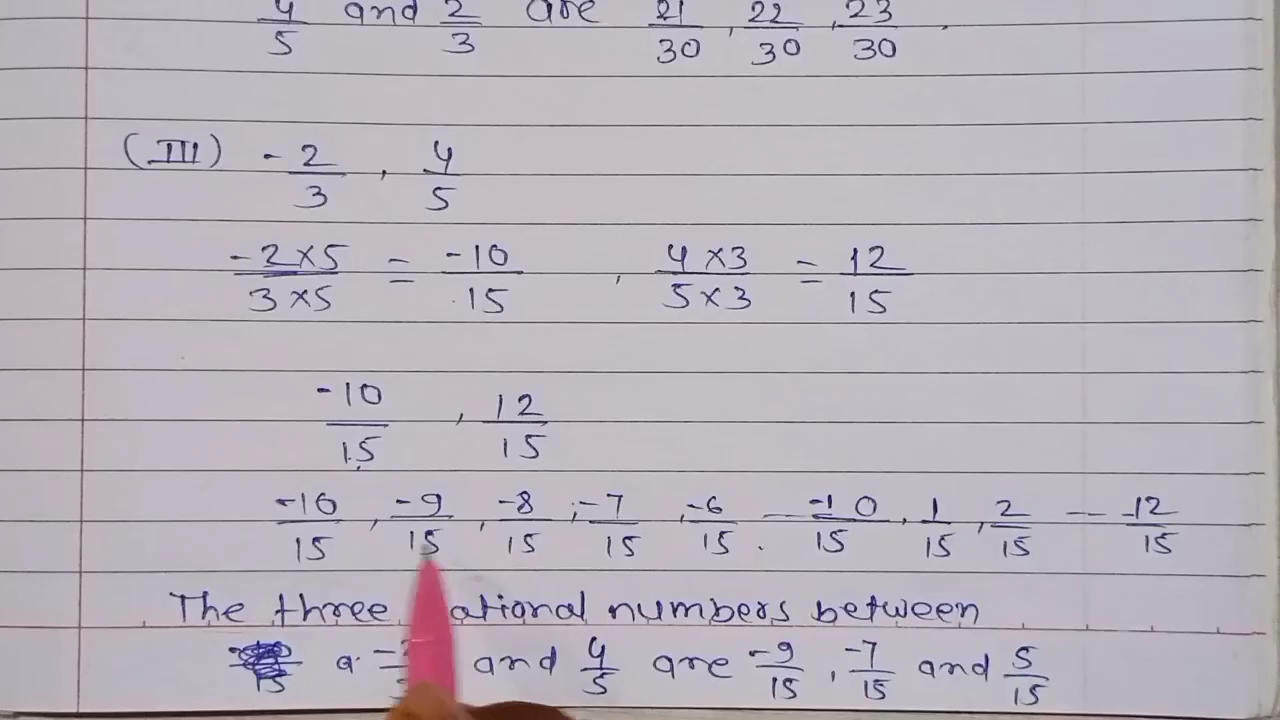 4/5 and 2/3 are 21/30, 22/30, 23/30.
(III) -2/3, 4/5
-2×5/3×5 = -10/15, 4×3/5×3 = 12/15
-10/15, 12/15
-10/15, -9/15, -8/15, -7/15, -6/15 — -10/15, 1/15, 2/15 -- 12/15
The three rational numbers between
and 4/5 are -9/15, -7/15 and 5/15